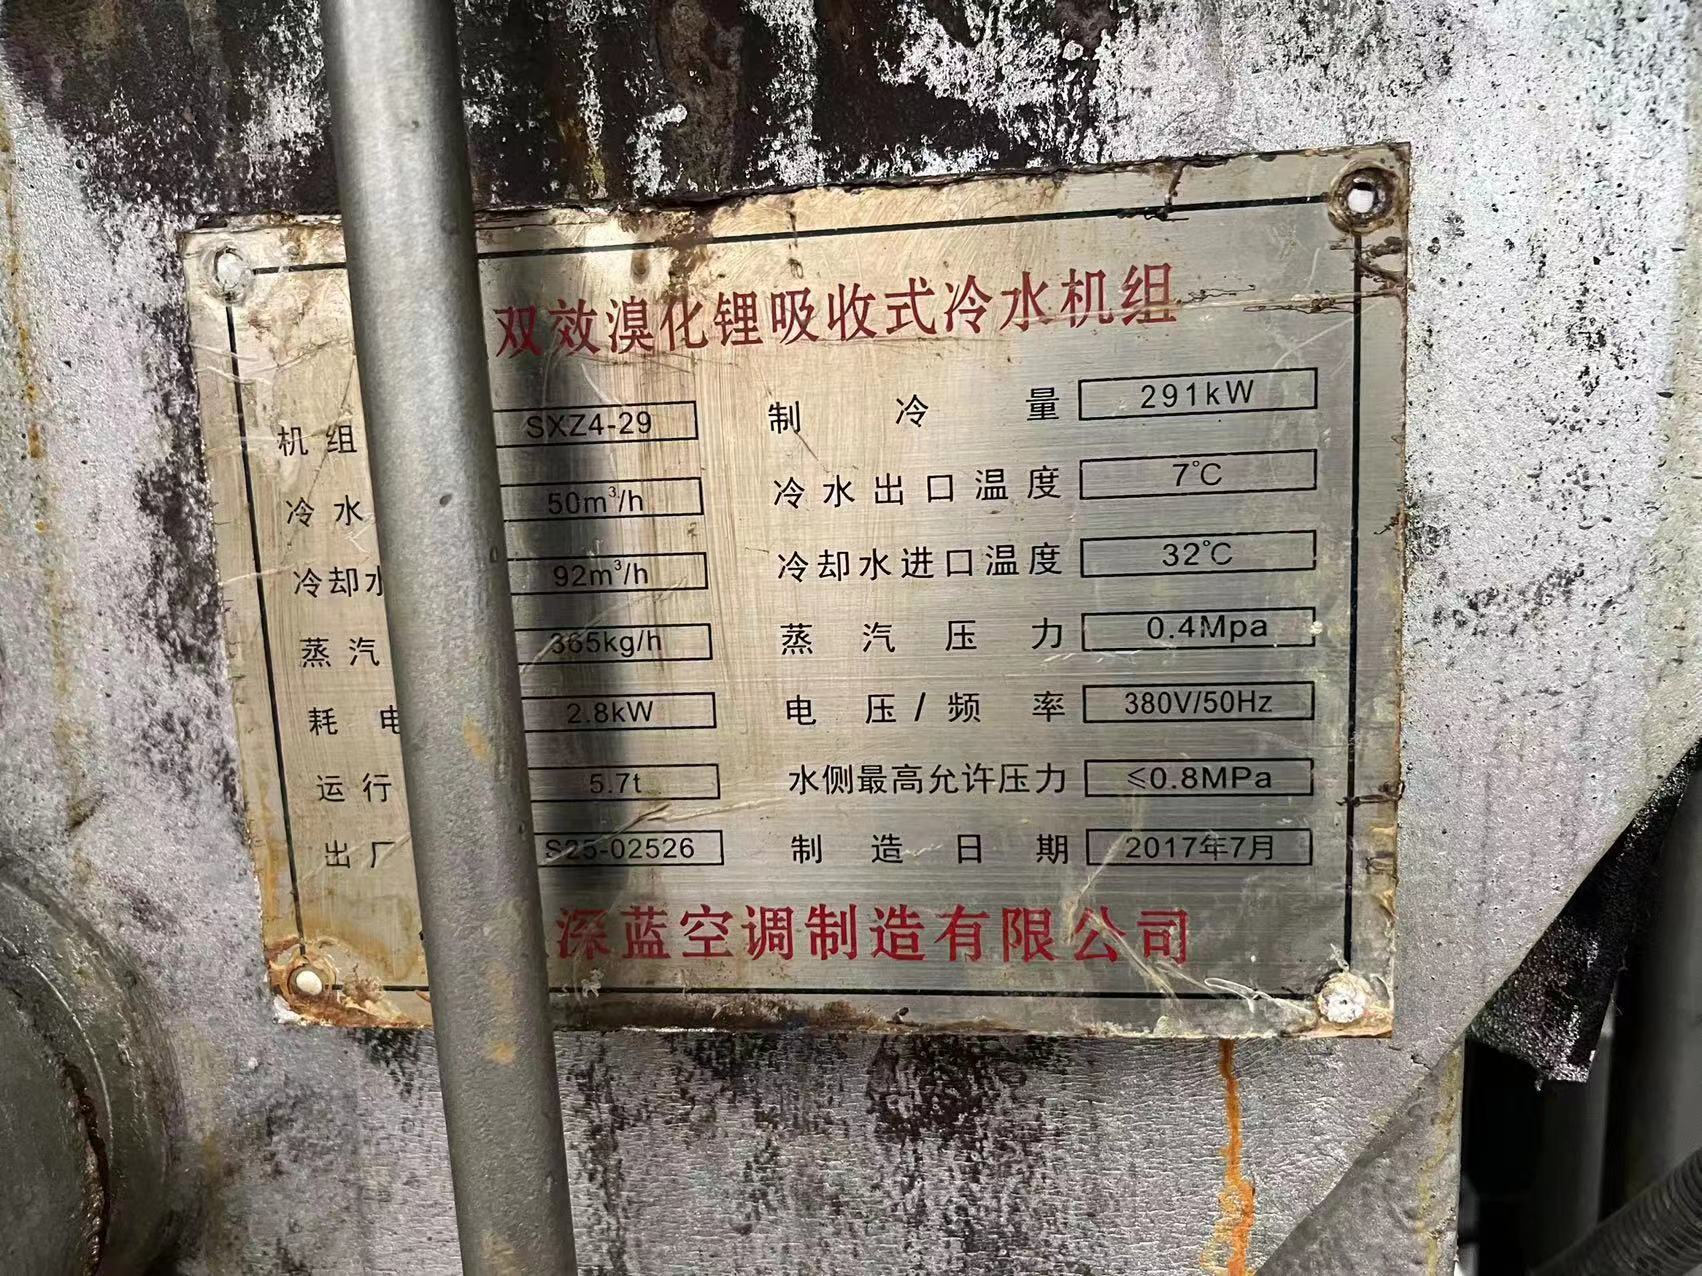 双效溴化锂吸收式冷水机组
机组 SXZ4-29 制冷量 291kW
冷水 50m³/h 冷水出口温度 7℃
冷却水 92m³/h 冷却水进口温度 32℃
蒸汽 365kg/h 蒸汽压力 0.4Mpa
耗电 2.8kW 电压/频率 380V/50Hz
运行 5.7t 水侧最高允许压力 ≤0.8MPa
出厂 S25-02526 制造日期 2017年7月
深蓝空调制造有限公司